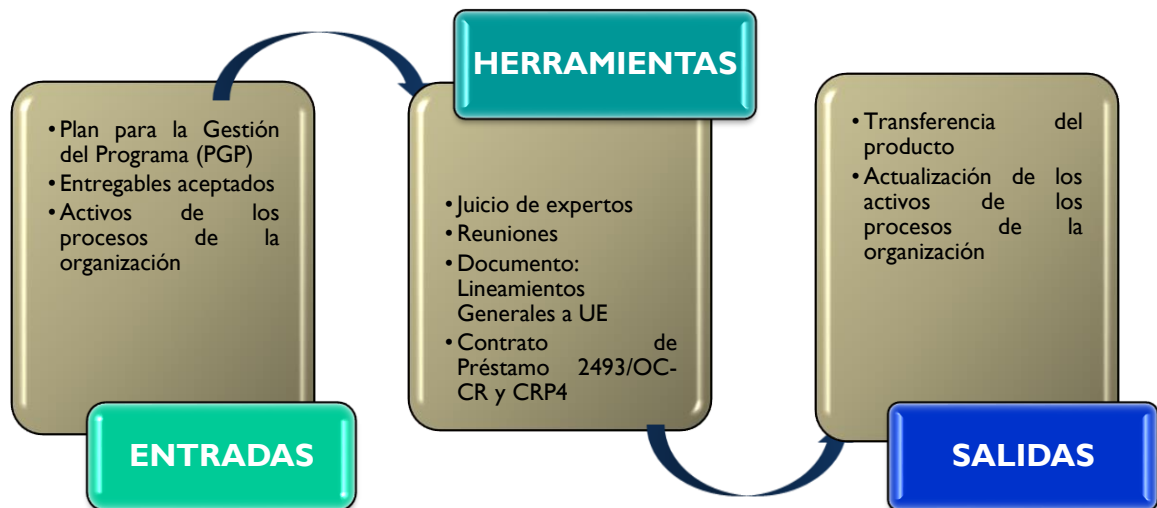 • Plan para la Gestión
del Programa (PGP)
• Entregables aceptados
• Activos de los
procesos de la
organización
ENTRADAS
HERRAMIENTAS
• Juicio de expertos
• Reuniones
• Documento:
Lineamientos
Generales a UE
• Contrato de
Préstamo 2493/OC-
CR y CRP4
• Transferencia del
producto
• Actualización de los
activos de los
procesos de la
organización
SALIDAS